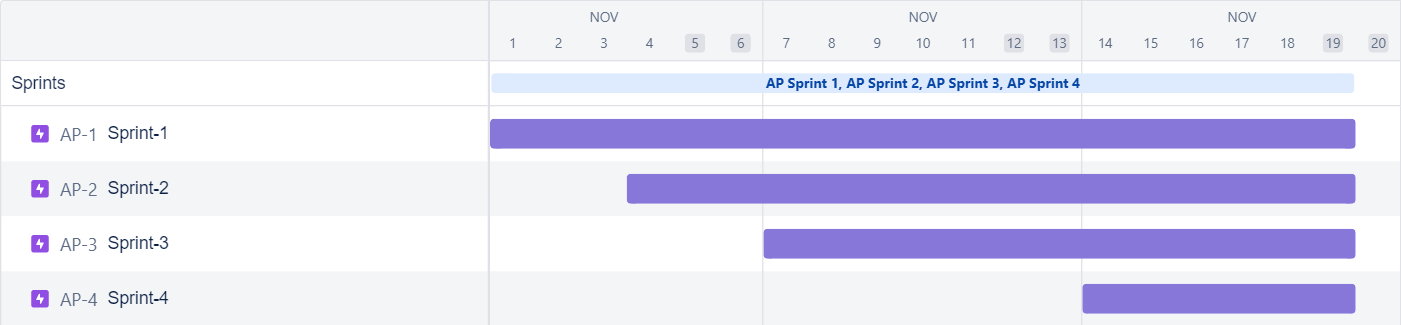 NOV NOV NOV
1 2 3 4 5 6 7 8 9 10 11 12 13 14 15 16 17 18 19 20
Sprints AP Sprint 1, AP Sprint 2, AP Sprint 3, AP Sprint 4
AP-1 Sprint-1
AP-2 Sprint-2
AP-3 Sprint-3
AP-4 Sprint-4